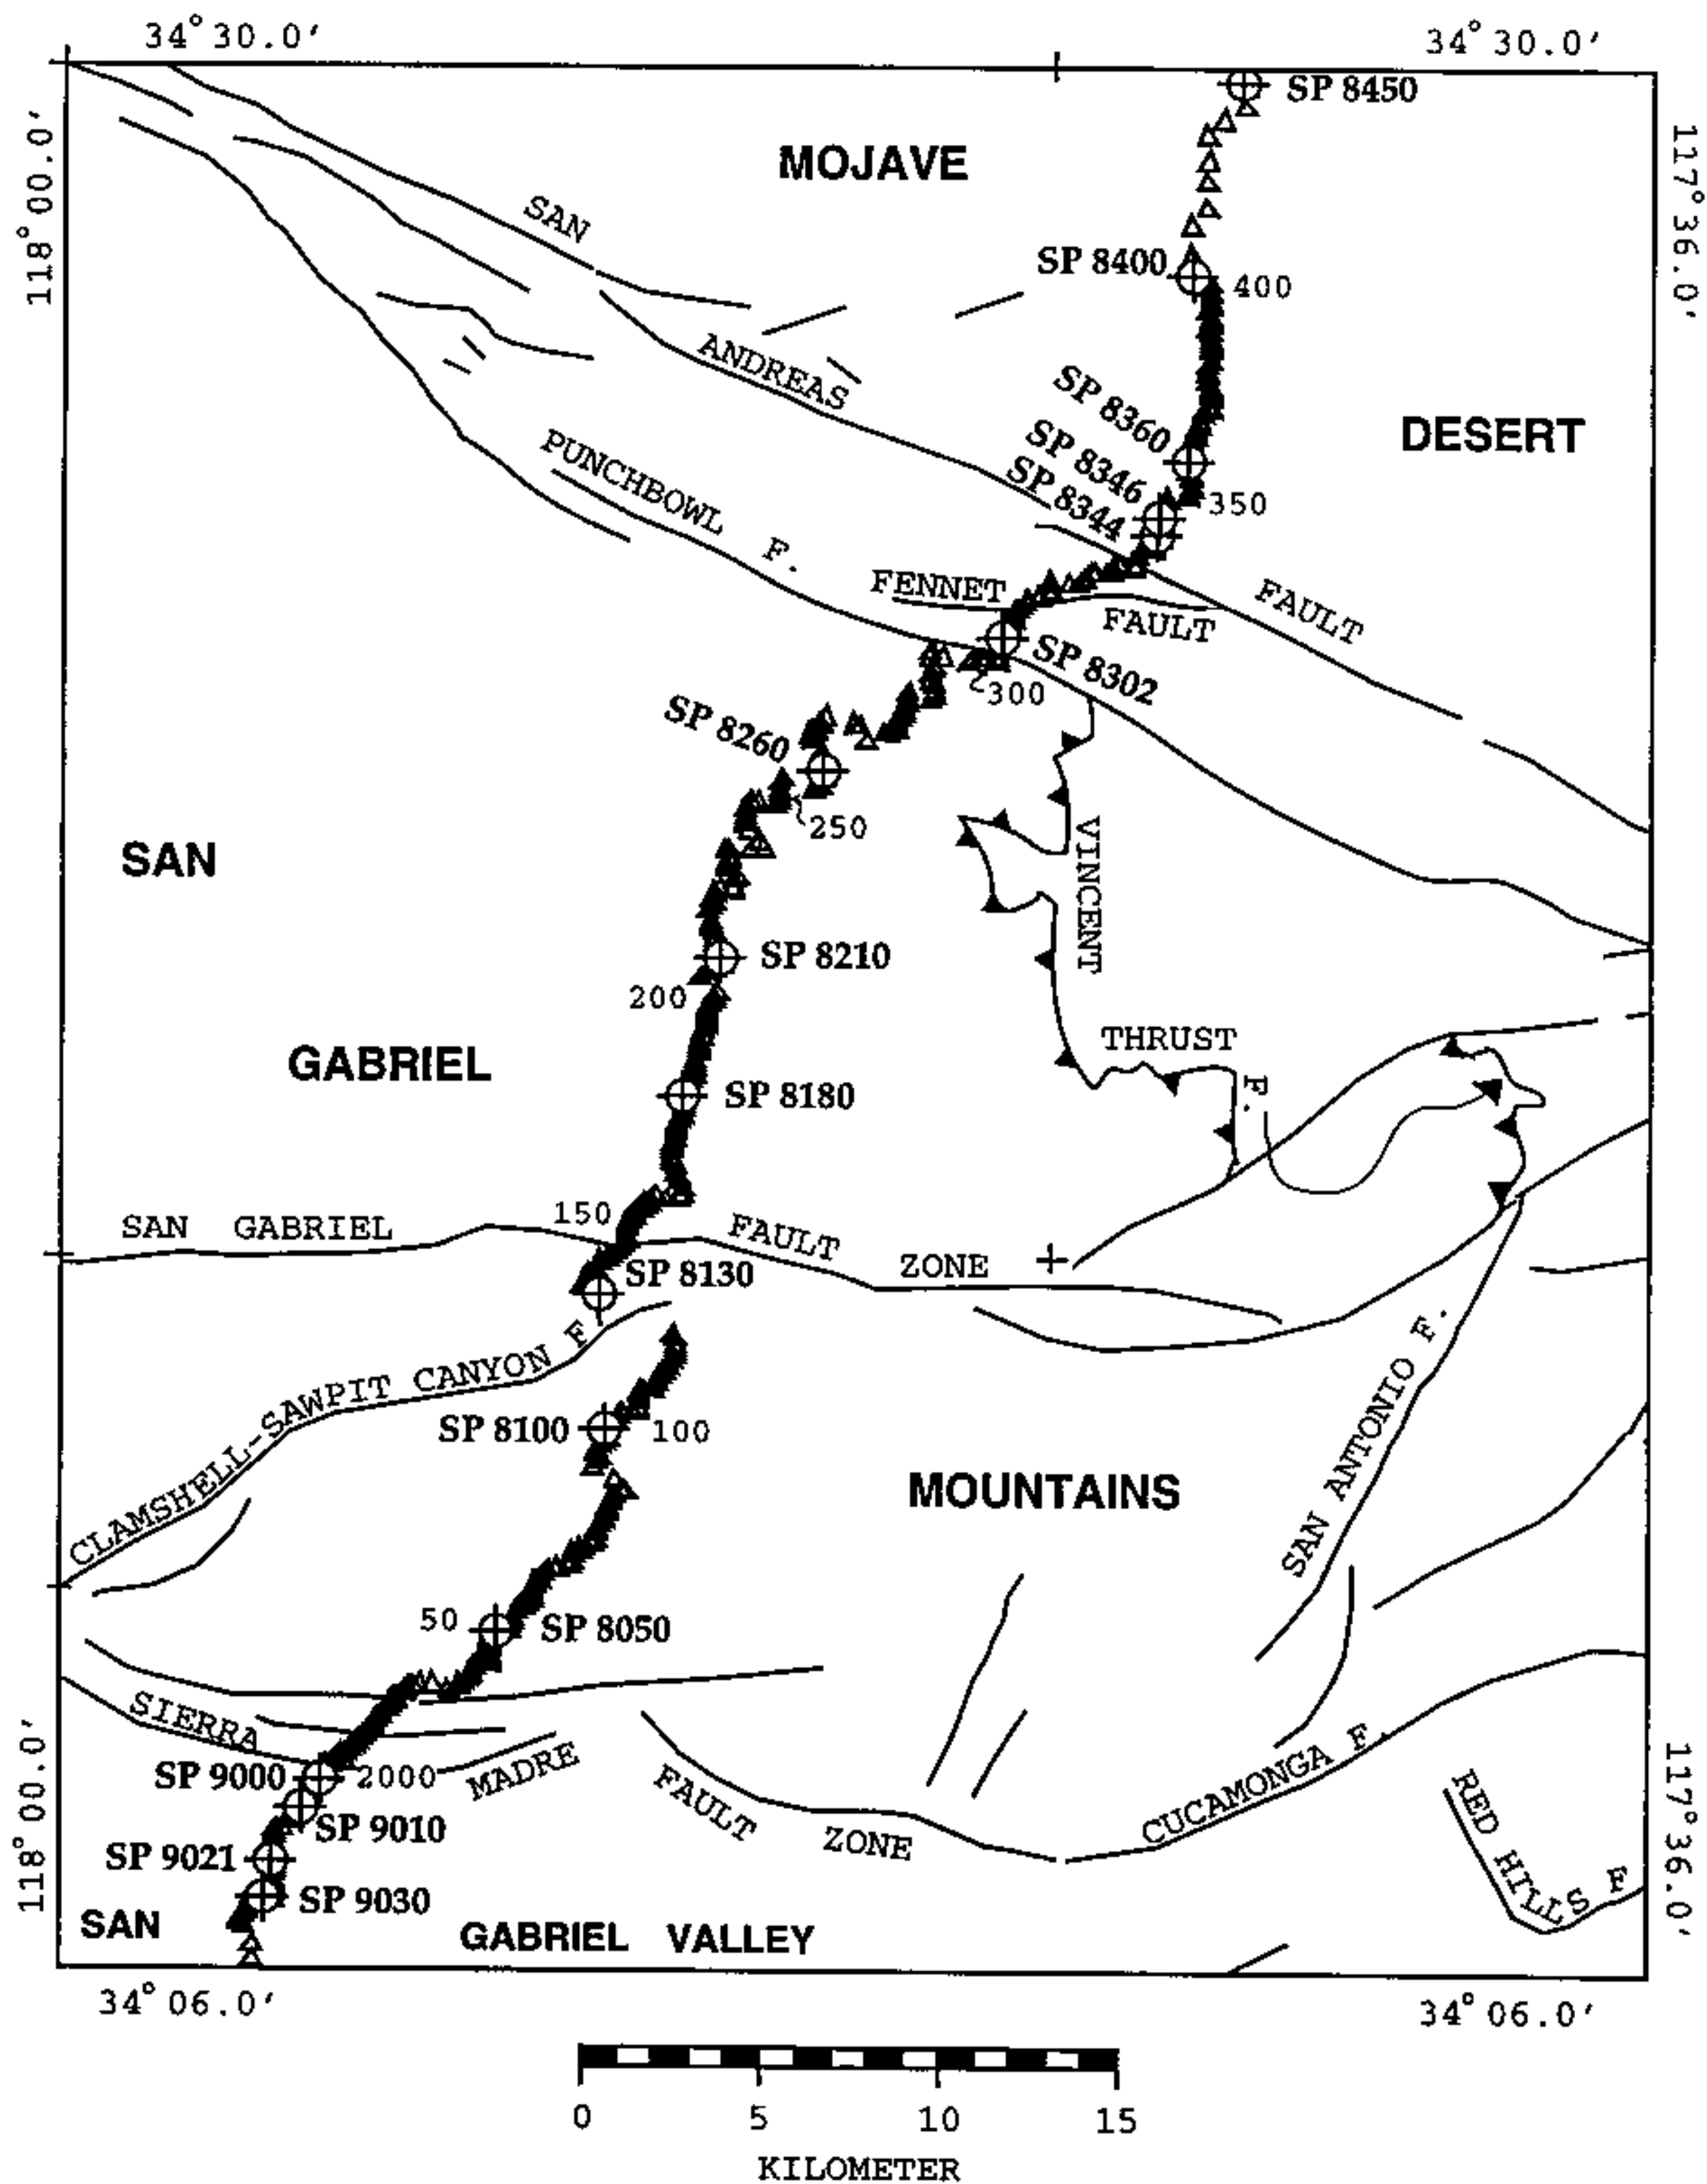 34°30.0' 34°30.0'
118°00.0'
117°36.0'
SP 8450
MOJAVE
SAN
SP 8400
400
ANDREAS
SP 8360
DESERT
SP 8346
SP 8344
350
PUNCHBOWL F.
FENNET
FAULT
FAULT
SP 8302
300
SP 8260
250
VINCENT
SAN
SP 8210
200
THRUST
GABRIEL
SP 8180
F.
150
SAN GABRIEL
FAULT
ZONE
SP 8130
CLAMSHELL-SAWPIT CANYON F.
SAN ANTONIO F.
SP 8100
100
MOUNTAINS
50
SP 8050
SIERRA
MADRE
SP 9000
2000
FAULT
ZONE
CUCAMONGA F.
RED HILLS F
SP 9010
SP 9021
SP 9030
SAN GABRIEL VALLEY
118°00.0'
117°36.0'
34°06.0' 34°06.0'
0 5 10 15
KILOMETER